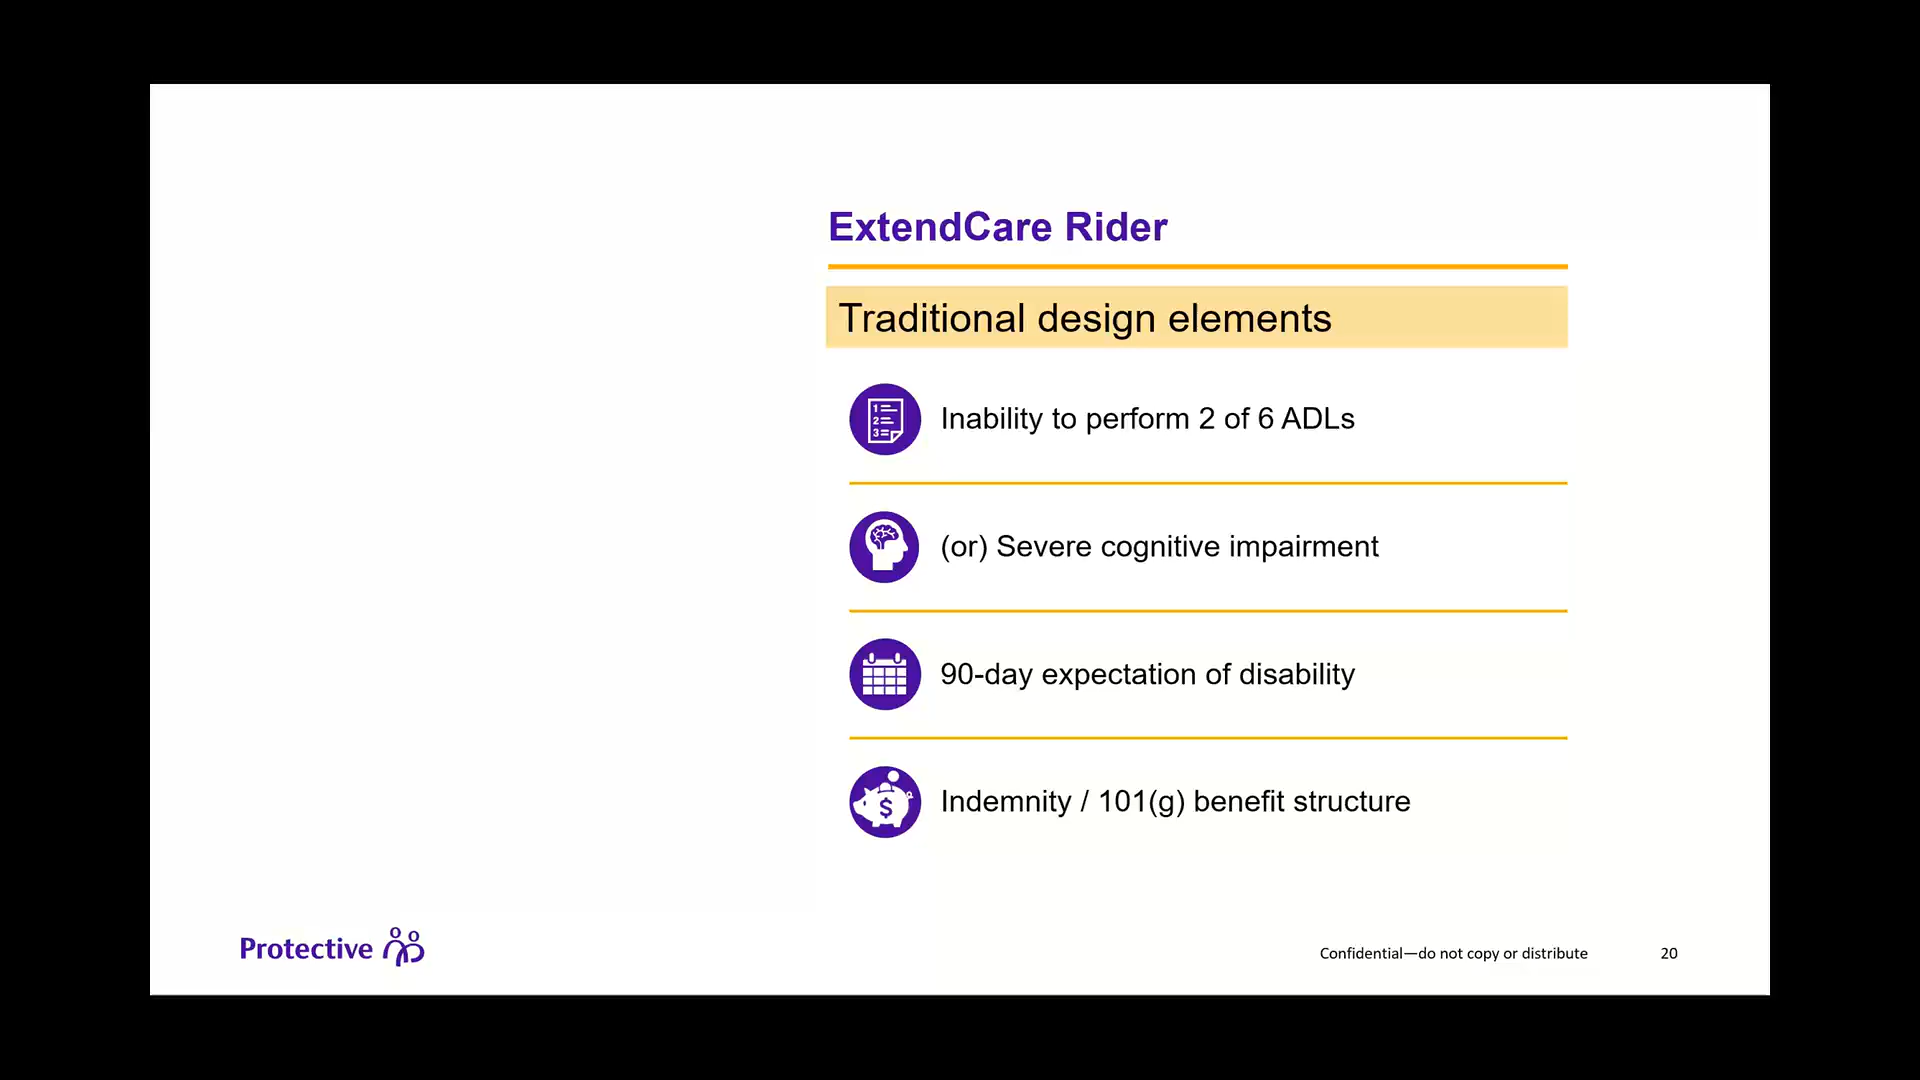 ExtendCare Rider
Traditional design elements
Inability to perform 2 of 6 ADLs
(or) Severe cognitive impairment
90-day expectation of disability
Indemnity / 101(g) benefit structure
Protective
Confidential—do not copy or distribute
20